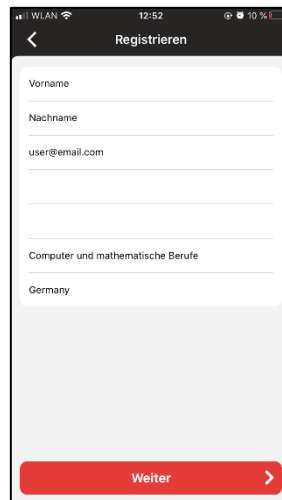 WLAN 12:52 10 %
Registrieren
Vorname
Nachname
user@email.com
Computer und mathematische Berufe
Germany
Weiter